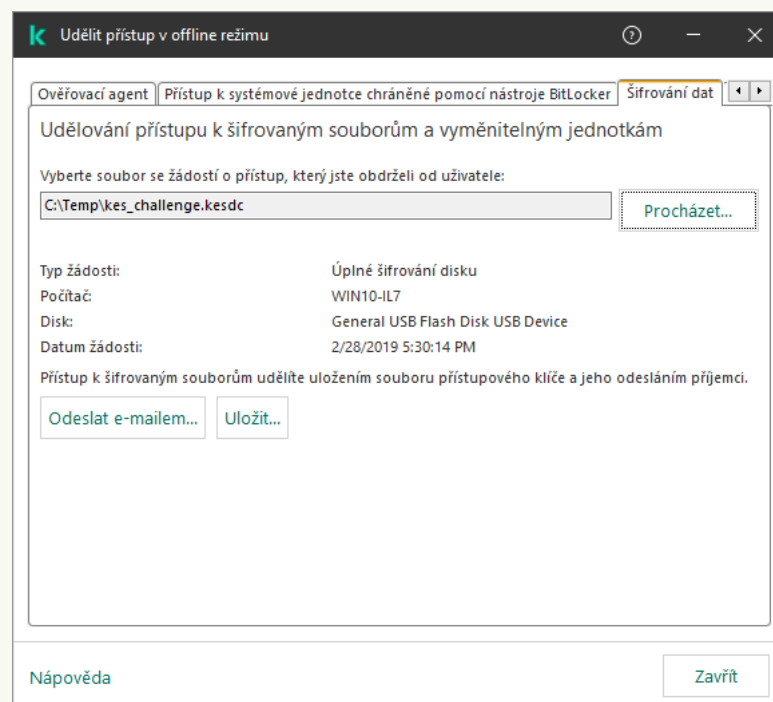 Udělit přístup v offline režimu
Ověřovací agent Přístup k systémové jednotce chráněné pomocí nástroje BitLocker Šifrování dat
Udělování přístupu k šifrovaným souborům a vyměnitelným jednotkám
Vyberte soubor se žádostí o přístup, který jste obdrželi od uživatele:
C:\Temp\kes_challenge.kesdc Procházet...
Typ žádosti: Úplné šifrování disku
Počítač: WIN10-IL7
Disk: General USB Flash Disk USB Device
Datum žádosti: 2/28/2019 5:30:14 PM
Přístup k šifrovaným souborům udělíte uložením souboru přístupového klíče a jeho odesláním příjemci.
Odeslat e-mailem... Uložit...
Nápověda Zavřít